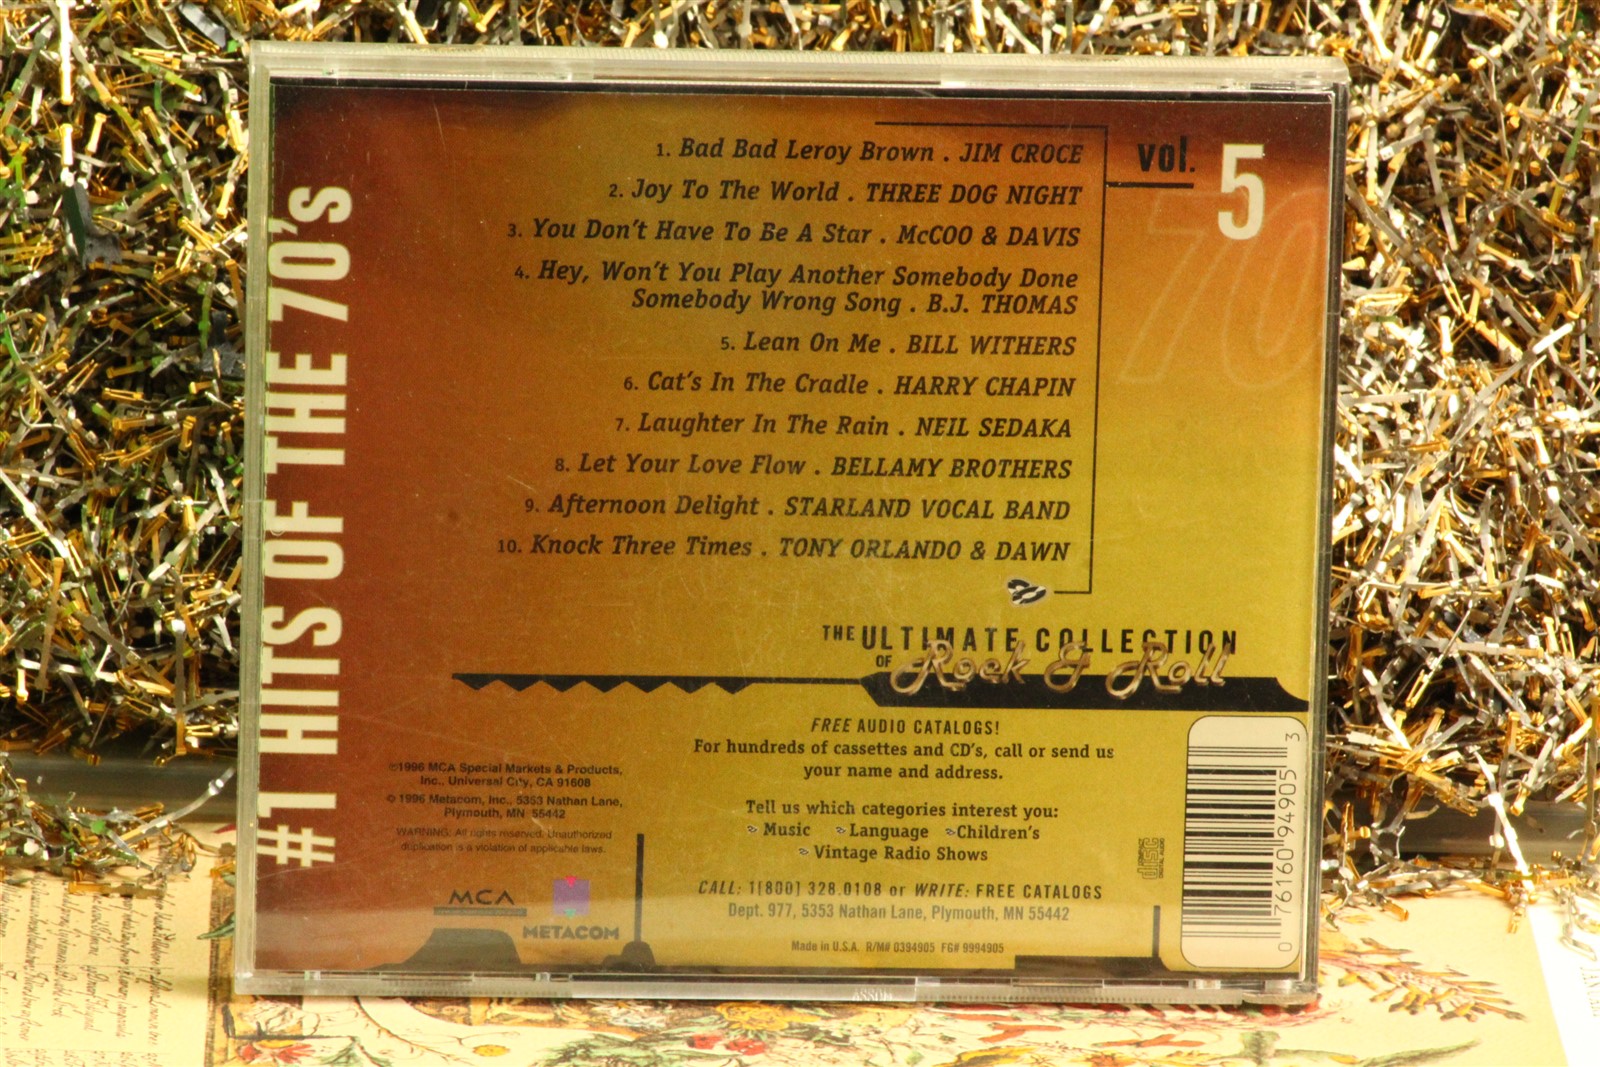 #1 HITS OF THE 70's
vol. 5
70
1. Bad Bad Leroy Brown . JIM CROCE
2. Joy To The World . THREE DOG NIGHT
3. You Don't Have To Be A Star . McCOO & DAVIS
4. Hey, Won't You Play Another Somebody Done
Somebody Wrong Song . B.J. THOMAS
5. Lean On Me . BILL WITHERS
6. Cat's In The Cradle . HARRY CHAPIN
7. Laughter In The Rain . NEIL SEDAKA
8. Let Your Love Flow . BELLAMY BROTHERS
9. Afternoon Delight . STARLAND VOCAL BAND
10. Knock Three Times . TONY ORLANDO & DAWN
THE ULTIMATE COLLECTION
OF Rock & Roll
FREE AUDIO CATALOGS!
For hundreds of cassettes and CD's, call or send us
your name and address.
Tell us which categories interest you:
Music Language Children's
Vintage Radio Shows
CALL: 1[800] 328.0108 or WRITE: FREE CATALOGS
Dept. 977, 5353 Nathan Lane, Plymouth, MN 55442
Made in U.S.A. R/M# 0394905 FG# 9994905
©1996 MCA Special Markets & Products,
Inc., Universal City, CA 91608
© 1996 Metacom, Inc., 5353 Nathan Lane,
Plymouth, MN 55442
WARNING: All rights reserved. Unauthorized
duplication is a violation of applicable laws.
MCA
METACOM
disc
0 76160 94905 3